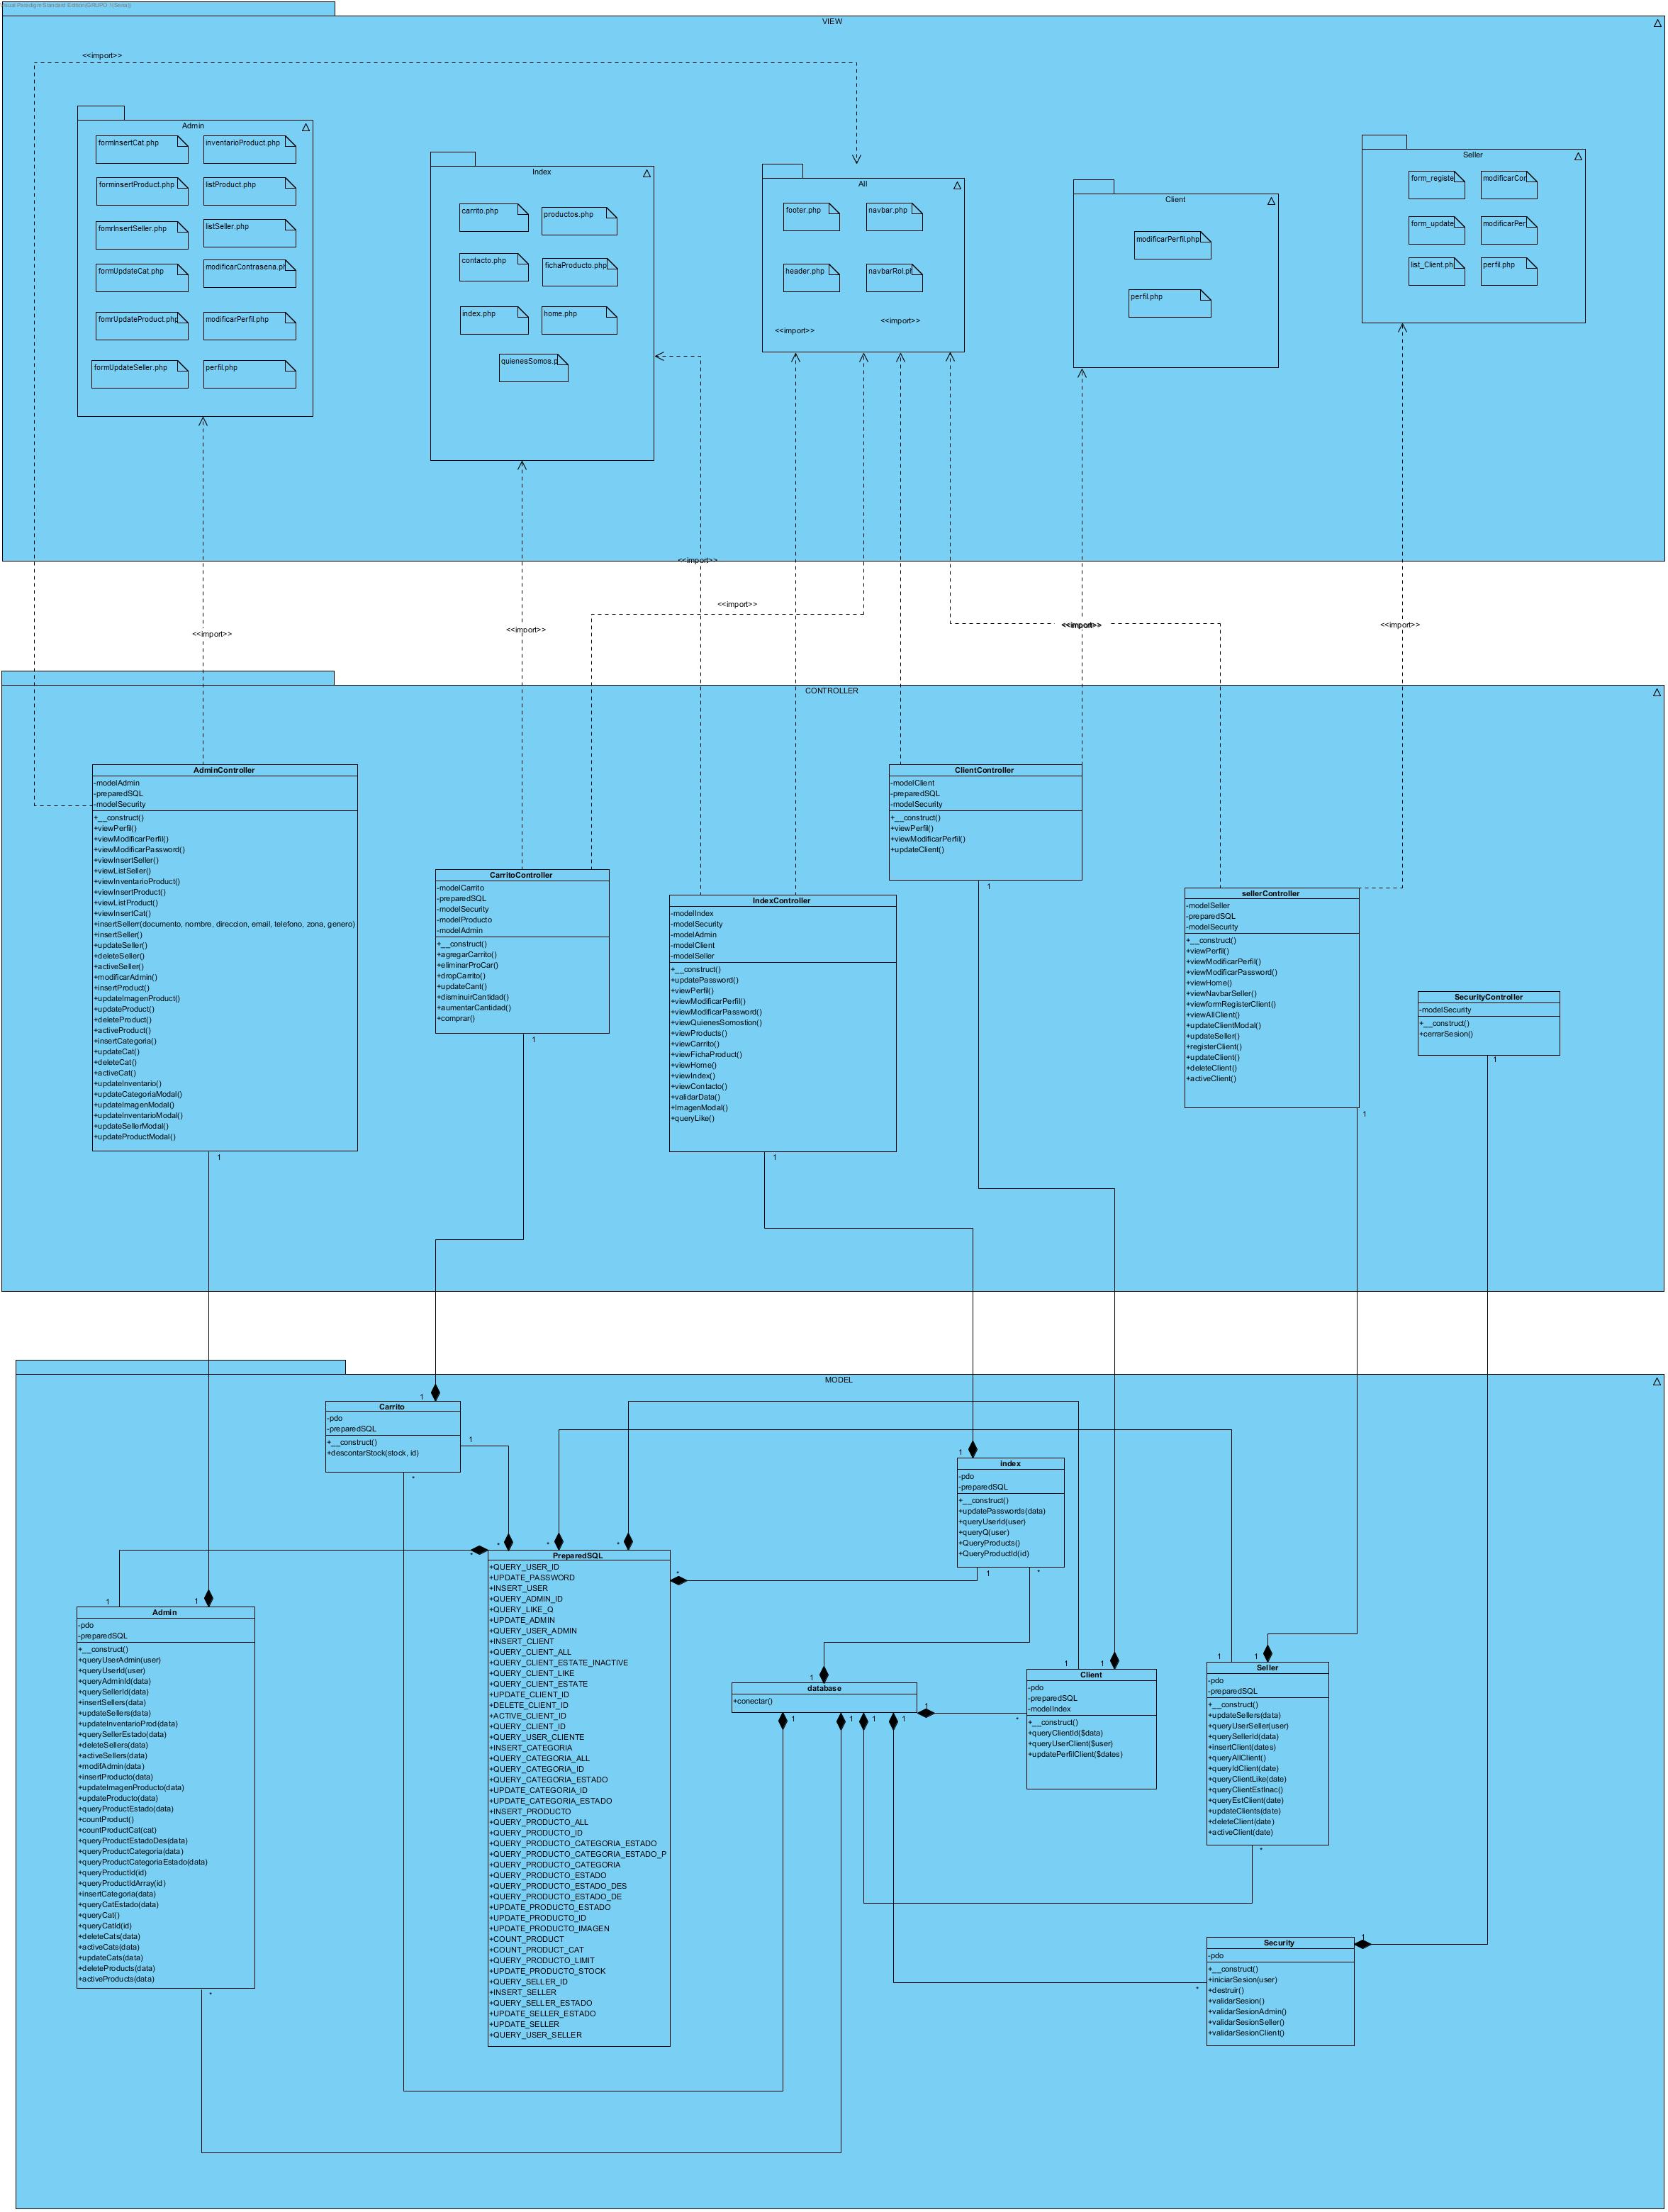 Visual Paradigm Standard Edition(GRUPO 1(Sena))
VIEW
<<import>>
Admin
formInsertCat.php
inventarioProduct.php
forminsertProduct.php
listProduct.php
fomrInsertSeller.php
listSeller.php
formUpdateCat.php
modificarContrasena.pl
fomrUpdateProduct.php
modificarPerfil.php
formUpdateSeller.php
perfil.php
Index
carrito.php
productos.php
contacto.php
fichaProducto.php
index.php
home.php
quienesSomos.p
All
footer.php
navbar.php
header.php
navbarRol.pl
<<import>>
<<import>>
Client
modificarPerfil.php
perfil.php
Seller
form_registe
modificarCor
form_update
modificarPer
list_Client.ph
perfil.php
<<import>>
<<import>>
<<import>>
<<import>>
<<import>>
<<import>>
CONTROLLER
AdminController
-modelAdmin
-preparedSQL
-modelSecurity
+__construct()
+viewPerfil()
+viewModificarPerfil()
+viewModificarPassword()
+viewInsertSeller()
+viewListSeller()
+viewInventarioProduct()
+viewInsertProduct()
+viewListProduct()
+viewInsertCat()
+insertSellerr(documento, nombre, direccion, email, telefono, zona, genero)
+insertSeller()
+updateSeller()
+deleteSeller()
+activeSeller()
+modificarAdmin()
+insertProduct()
+updateImagenProduct()
+updateProduct()
+deleteProduct()
+activeProduct()
+insertCategoria()
+updateCat()
+deleteCat()
+activeCat()
+updateInventario()
+updateCategoriaModal()
+updateImagenModal()
+updateInventarioModal()
+updateSellerModal()
+updateProductModal()
1
CarritoController
-modelCarrito
-preparedSQL
-modelSecurity
-modelProducto
-modelAdmin
+__construct()
+agregarCarrito()
+eliminarProCar()
+dropCarrito()
+updateCant()
+disminuirCantidad()
+aumentarCantidad()
+comprar()
1
IndexController
-modelIndex
-modelSecurity
-modelAdmin
-modelClient
-modelSeller
+__construct()
+updatePassword()
+viewPerfil()
+viewModificarPerfil()
+viewModificarPassword()
+viewQuienesSomostion()
+viewProducts()
+viewCarrito()
+viewFichaProduct()
+viewHome()
+viewIndex()
+viewContacto()
+validarData()
+ImagenModal()
+queryLike()
1
ClientController
-modelClient
-preparedSQL
-modelSecurity
+__construct()
+viewPerfil()
+viewModificarPerfil()
+updateClient()
1
sellerController
-modelSeller
-preparedSQL
-modelSecurity
+__construct()
+viewPerfil()
+viewModificarPerfil()
+viewModificarPassword()
+viewHome()
+viewNavbarSeller()
+viewformRegisterClient()
+viewAllClient()
+updateClientModal()
+updateSeller()
+registerClient()
+updateClient()
+deleteClient()
+activeClient()
1
SecurityController
-modelSecurity
+__construct()
+cerrarSesion()
1
MODEL
1
Carrito
-pdo
-preparedSQL
+__construct()
+descontarStock(stock, id)
1
*
1
index
-pdo
-preparedSQL
+__construct()
+updatePasswords(data)
+queryUserId(user)
+queryQ(user)
+QueryProducts()
+QueryProductId(id)
1
*
*
*
*
*
*
PreparedSQL
+QUERY_USER_ID
+UPDATE_PASSWORD
+INSERT_USER
+QUERY_ADMIN_ID
+QUERY_LIKE_Q
+UPDATE_ADMIN
+QUERY_USER_ADMIN
+INSERT_CLIENT
+QUERY_CLIENT_ALL
+QUERY_CLIENT_ESTATE_INACTIVE
+QUERY_CLIENT_LIKE
+QUERY_CLIENT_ESTATE
+UPDATE_CLIENT_ID
+DELETE_CLIENT_ID
+ACTIVE_CLIENT_ID
+QUERY_CLIENT_ID
+QUERY_USER_CLIENTE
+INSERT_CATEGORIA
+QUERY_CATEGORIA_ALL
+QUERY_CATEGORIA_ID
+QUERY_CATEGORIA_ESTADO
+UPDATE_CATEGORIA_ID
+UPDATE_CATEGORIA_ESTADO
+INSERT_PRODUCTO
+QUERY_PRODUCTO_ALL
+QUERY_PRODUCTO_ID
+QUERY_PRODUCTO_CATEGORIA_ESTADO
+QUERY_PRODUCTO_CATEGORIA_ESTADO_P
+QUERY_PRODUCTO_CATEGORIA
+QUERY_PRODUCTO_ESTADO
+QUERY_PRODUCTO_ESTADO_DES
+QUERY_PRODUCTO_ESTADO_DE
+UPDATE_PRODUCTO_ESTADO
+UPDATE_PRODUCTO_ID
+UPDATE_PRODUCTO_IMAGEN
+COUNT_PRODUCT
+COUNT_PRODUCT_CAT
+QUERY_PRODUCTO_LIMIT
+UPDATE_PRODUCTO_STOCK
+QUERY_SELLER_ID
+INSERT_SELLER
+QUERY_SELLER_ESTADO
+UPDATE_SELLER_ESTADO
+UPDATE_SELLER
+QUERY_USER_SELLER
1
1
Admin
-pdo
-preparedSQL
+__construct()
+queryUserAdmin(user)
+queryUserId(user)
+queryAdminId(data)
+querySellerId(data)
+insertSellers(data)
+updateSellers(data)
+updateInventarioProd(data)
+querySellerEstado(data)
+deleteSellers(data)
+activeSellers(data)
+modifAdmin(data)
+insertProducto(data)
+updateImagenProducto(data)
+updateProducto(data)
+queryProductEstado(data)
+countProduct()
+countProductCat(cat)
+queryProductEstadoDes(data)
+queryProductCategoria(data)
+queryProductCategoriaEstado(data)
+queryProductId(id)
+queryProductIdArray(id)
+insertCategoria(data)
+queryCatEstado(data)
+queryCat()
+queryCatId(id)
+deleteCats(data)
+activeCats(data)
+updateCats(data)
+deleteProducts(data)
+activeProducts(data)
*
1
database
+conectar()
1
1
1
1
1
1
1
Client
-pdo
-preparedSQL
-modelIndex
+__construct()
+queryClientId($data)
+queryUserClient($user)
+updatePerfilClient($dates)
*
1
1
Seller
-pdo
-preparedSQL
+__construct()
+updateSellers(data)
+queryUserSeller(user)
+querySellerId(data)
+insertClient(dates)
+queryAllClient()
+queryIdClient(date)
+queryClientLike(date)
+queryClientEstInac()
+queryEstClient(date)
+updateClients(date)
+deleteClient(date)
+activeClient(date)
*
1
Security
-pdo
+__construct()
+iniciarSesion(user)
+destruir()
+validarSesion()
+validarSesionAdmin()
+validarSesionSeller()
+validarSesionClient()
*